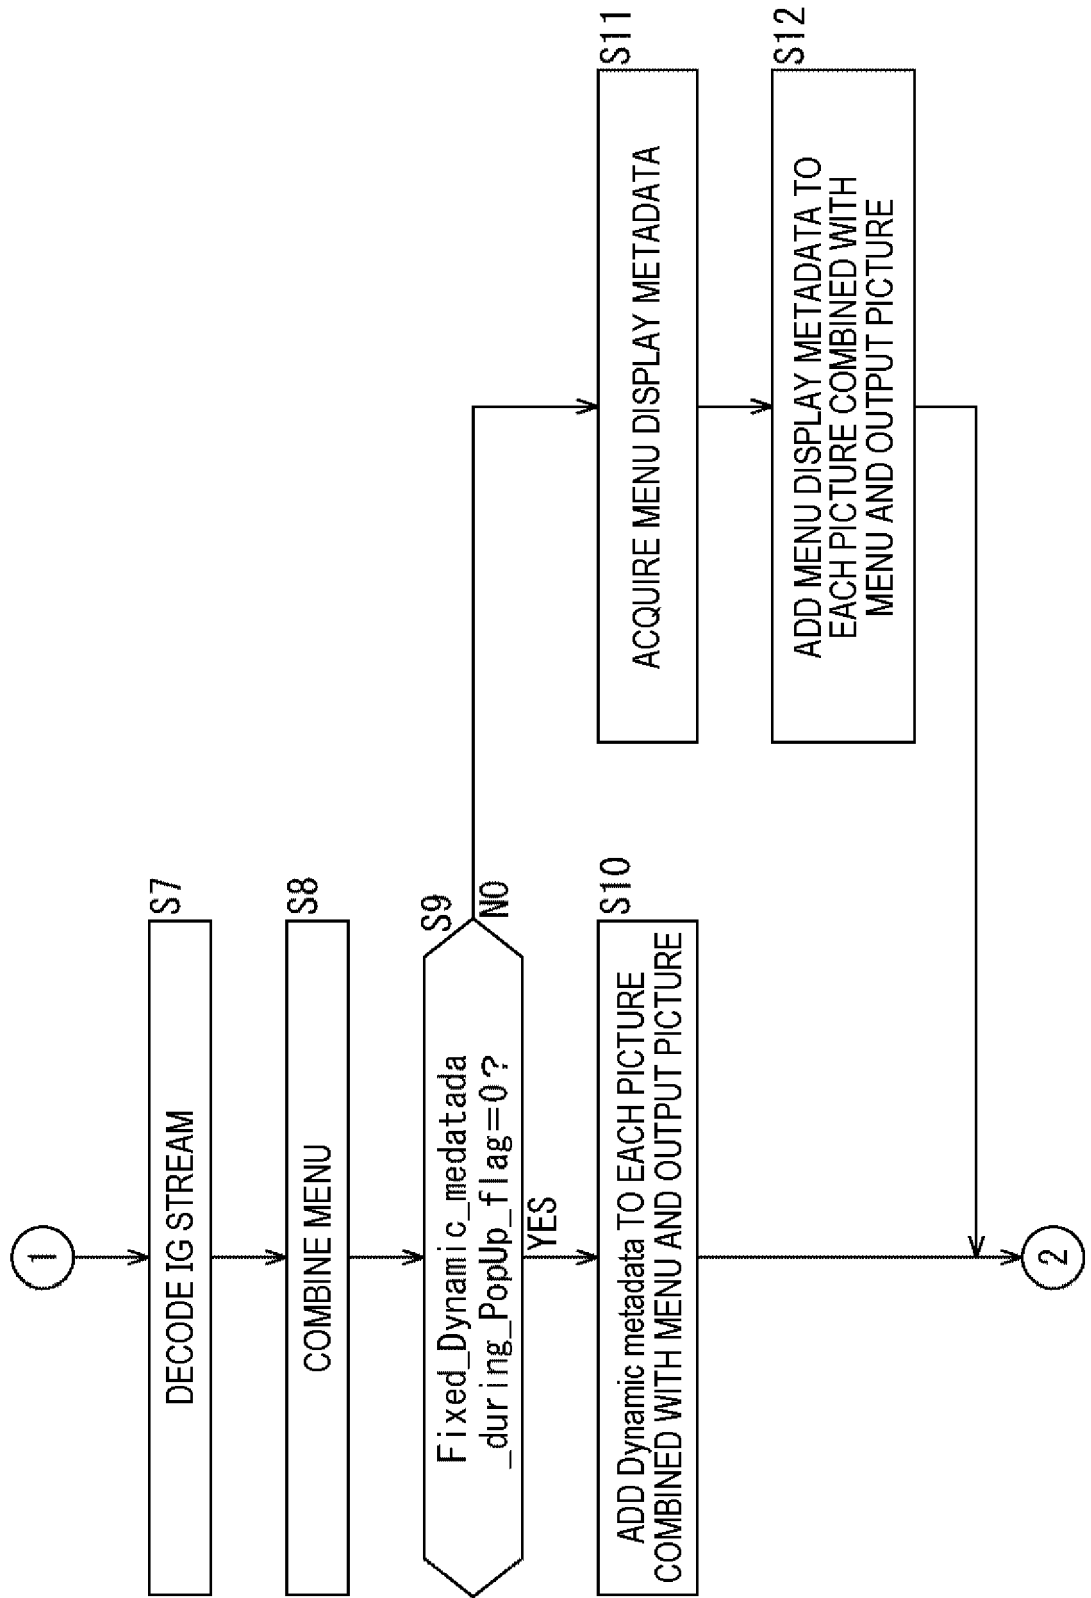 1
S7
DECODE IG STREAM
S8
COMBINE MENU
S9
Fixed_Dynamic_medatada
_during_PopUp_flag=0?
NO
YES
S10
ADD Dynamic metadata TO EACH PICTURE
COMBINED WITH MENU AND OUTPUT PICTURE
S11
ACQUIRE MENU DISPLAY METADATA
S12
ADD MENU DISPLAY METADATA TO
EACH PICTURE COMBINED WITH
MENU AND OUTPUT PICTURE
2